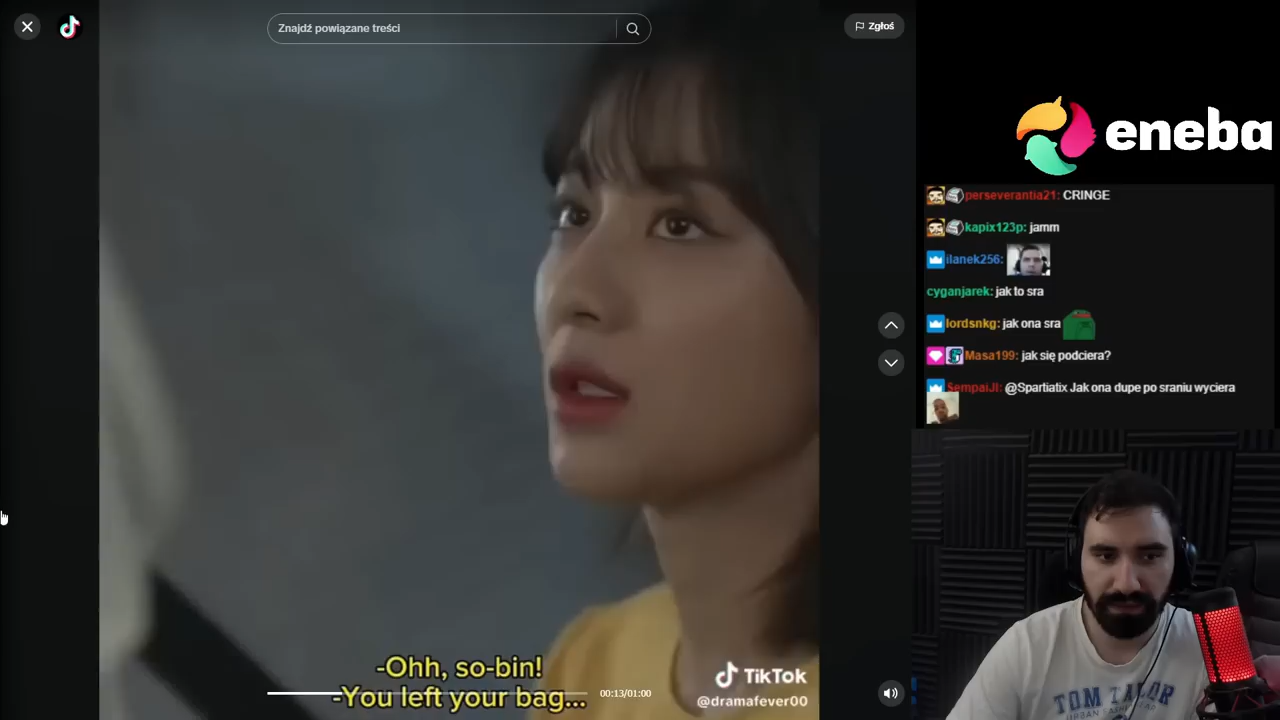 Znajdź powiązane treści
Zgłoś
eneba
perseverantia21: CRINGE
kapix123p: jamm
ilanek256:
cyganjarek: jak to sra
lordsnkg: jak ona sra
Masa199: jak się podciera?
SempaiJI: @Spartiatix Jak ona dupe po sraniu wyciera
-Ohh, so-bin!
-You left your bag...
00:13/01:00
TikTok
@dramafever00
TOM TAILOR